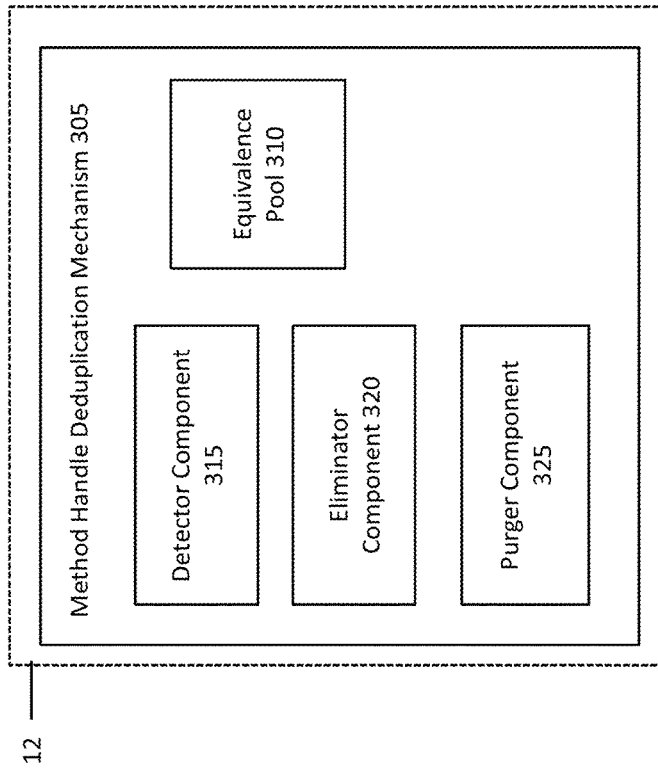 12
Method Handle Deduplication Mechanism 305
Detector Component
315
Equivalence
Pool 310
Eliminator
Component 320
Purger Component
325